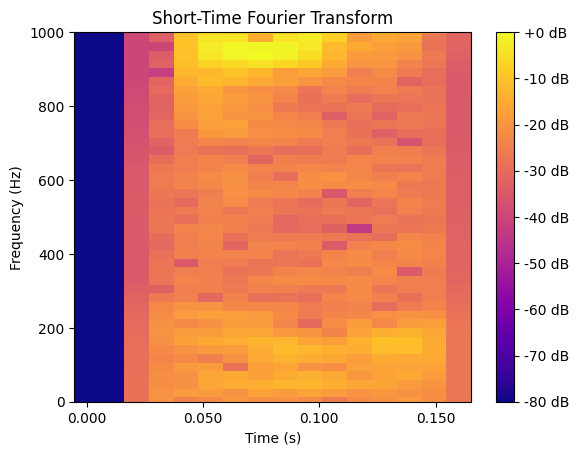 Short-Time Fourier Transform
1000
800
600
400
200
0
Frequency (Hz)
0.000
0.050
0.100
0.150
Time (s)
+0 dB
-10 dB
-20 dB
-30 dB
-40 dB
-50 dB
-60 dB
-70 dB
-80 dB